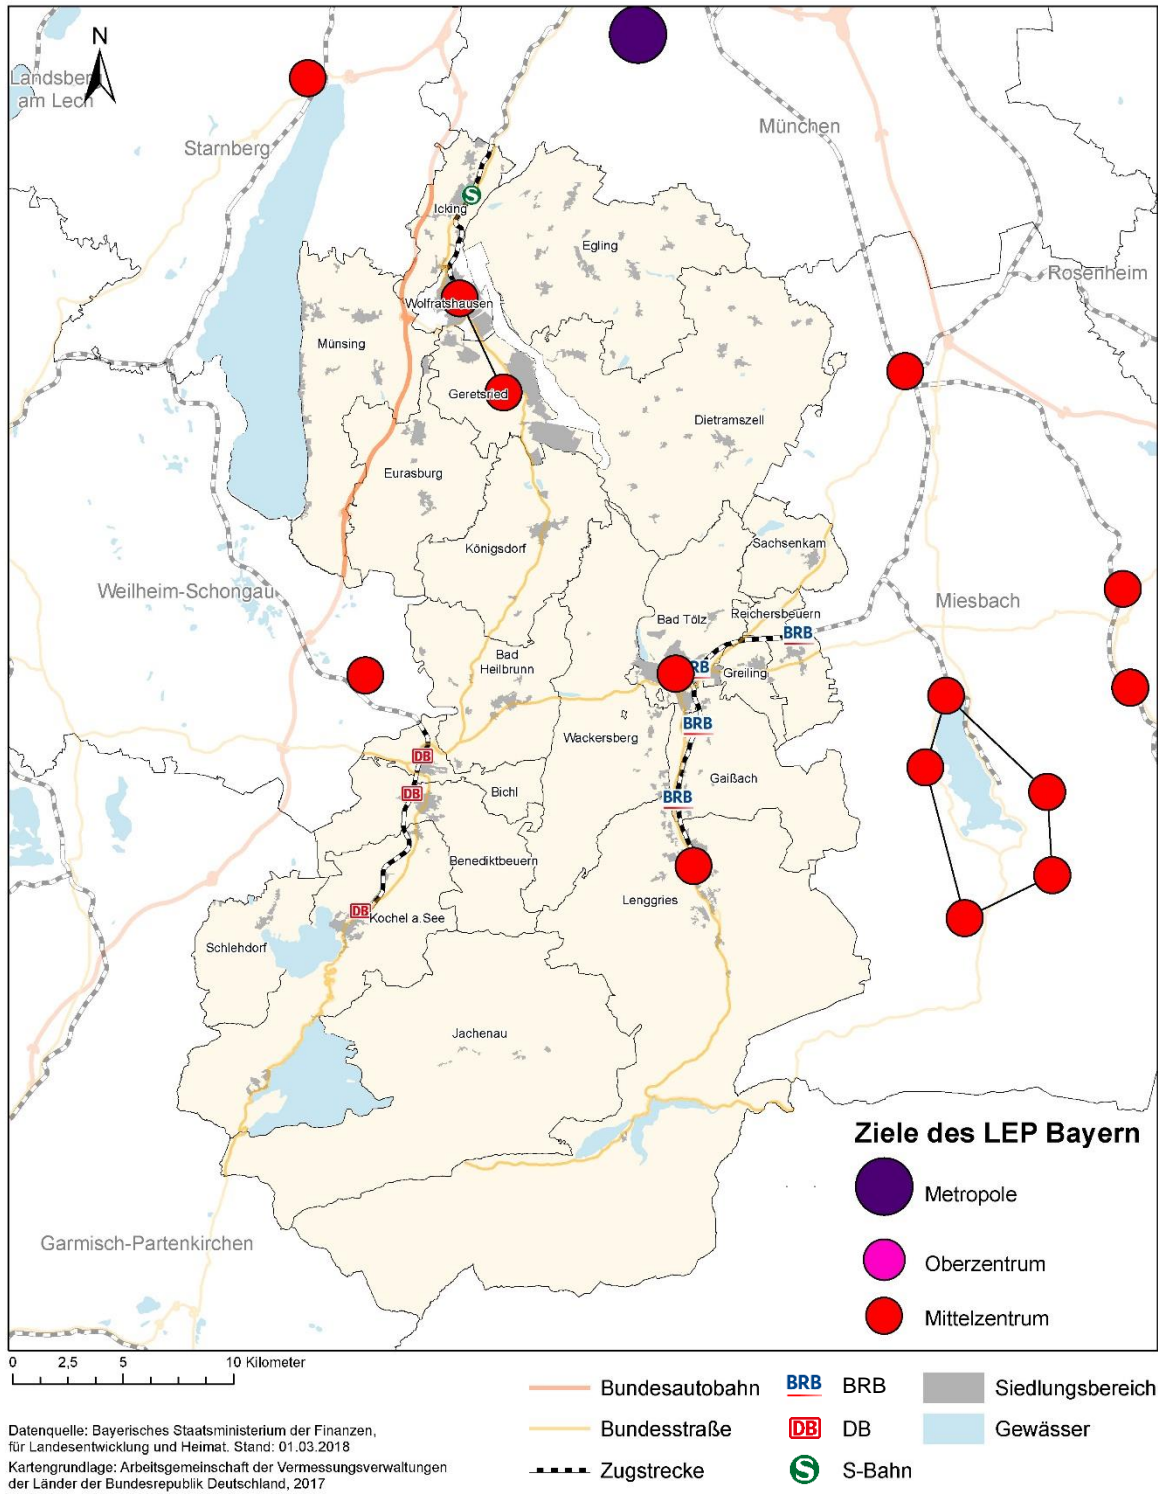 N
Landsberg
am Lech
Starnberg
München
Icking
Egling
Rosenheim
Wolfratshausen
Münsing
Geretsried
Dietramszell
Eurasburg
Sachsenkam
Königsdorf
Weilheim-Schongau
Miesbach
Reichersbeuern
Bad Tölz
BRB
Bad
Heilbrunn
RB
Greiling
BRB
Wackersberg
DB
Gaißach
Bichl
DB
BRB
Benediktbeuern
Lenggries
DB
Kochel a.See
Schlehdorf
Jachenau
Garmisch-Partenkirchen
Ziele des LEP Bayern
Metropole
Oberzentrum
Mittelzentrum
0 2,5 5 10 Kilometer
Bundesautobahn BRB BRB Siedlungsbereich
Bundesstraße DB DB Gewässer
Zugstrecke S S-Bahn
Datenquelle: Bayerisches Staatsministerium der Finanzen,
für Landesentwicklung und Heimat. Stand: 01.03.2018
Kartengrundlage: Arbeitsgemeinschaft der Vermessungsverwaltungen
der Länder der Bundesrepublik Deutschland, 2017